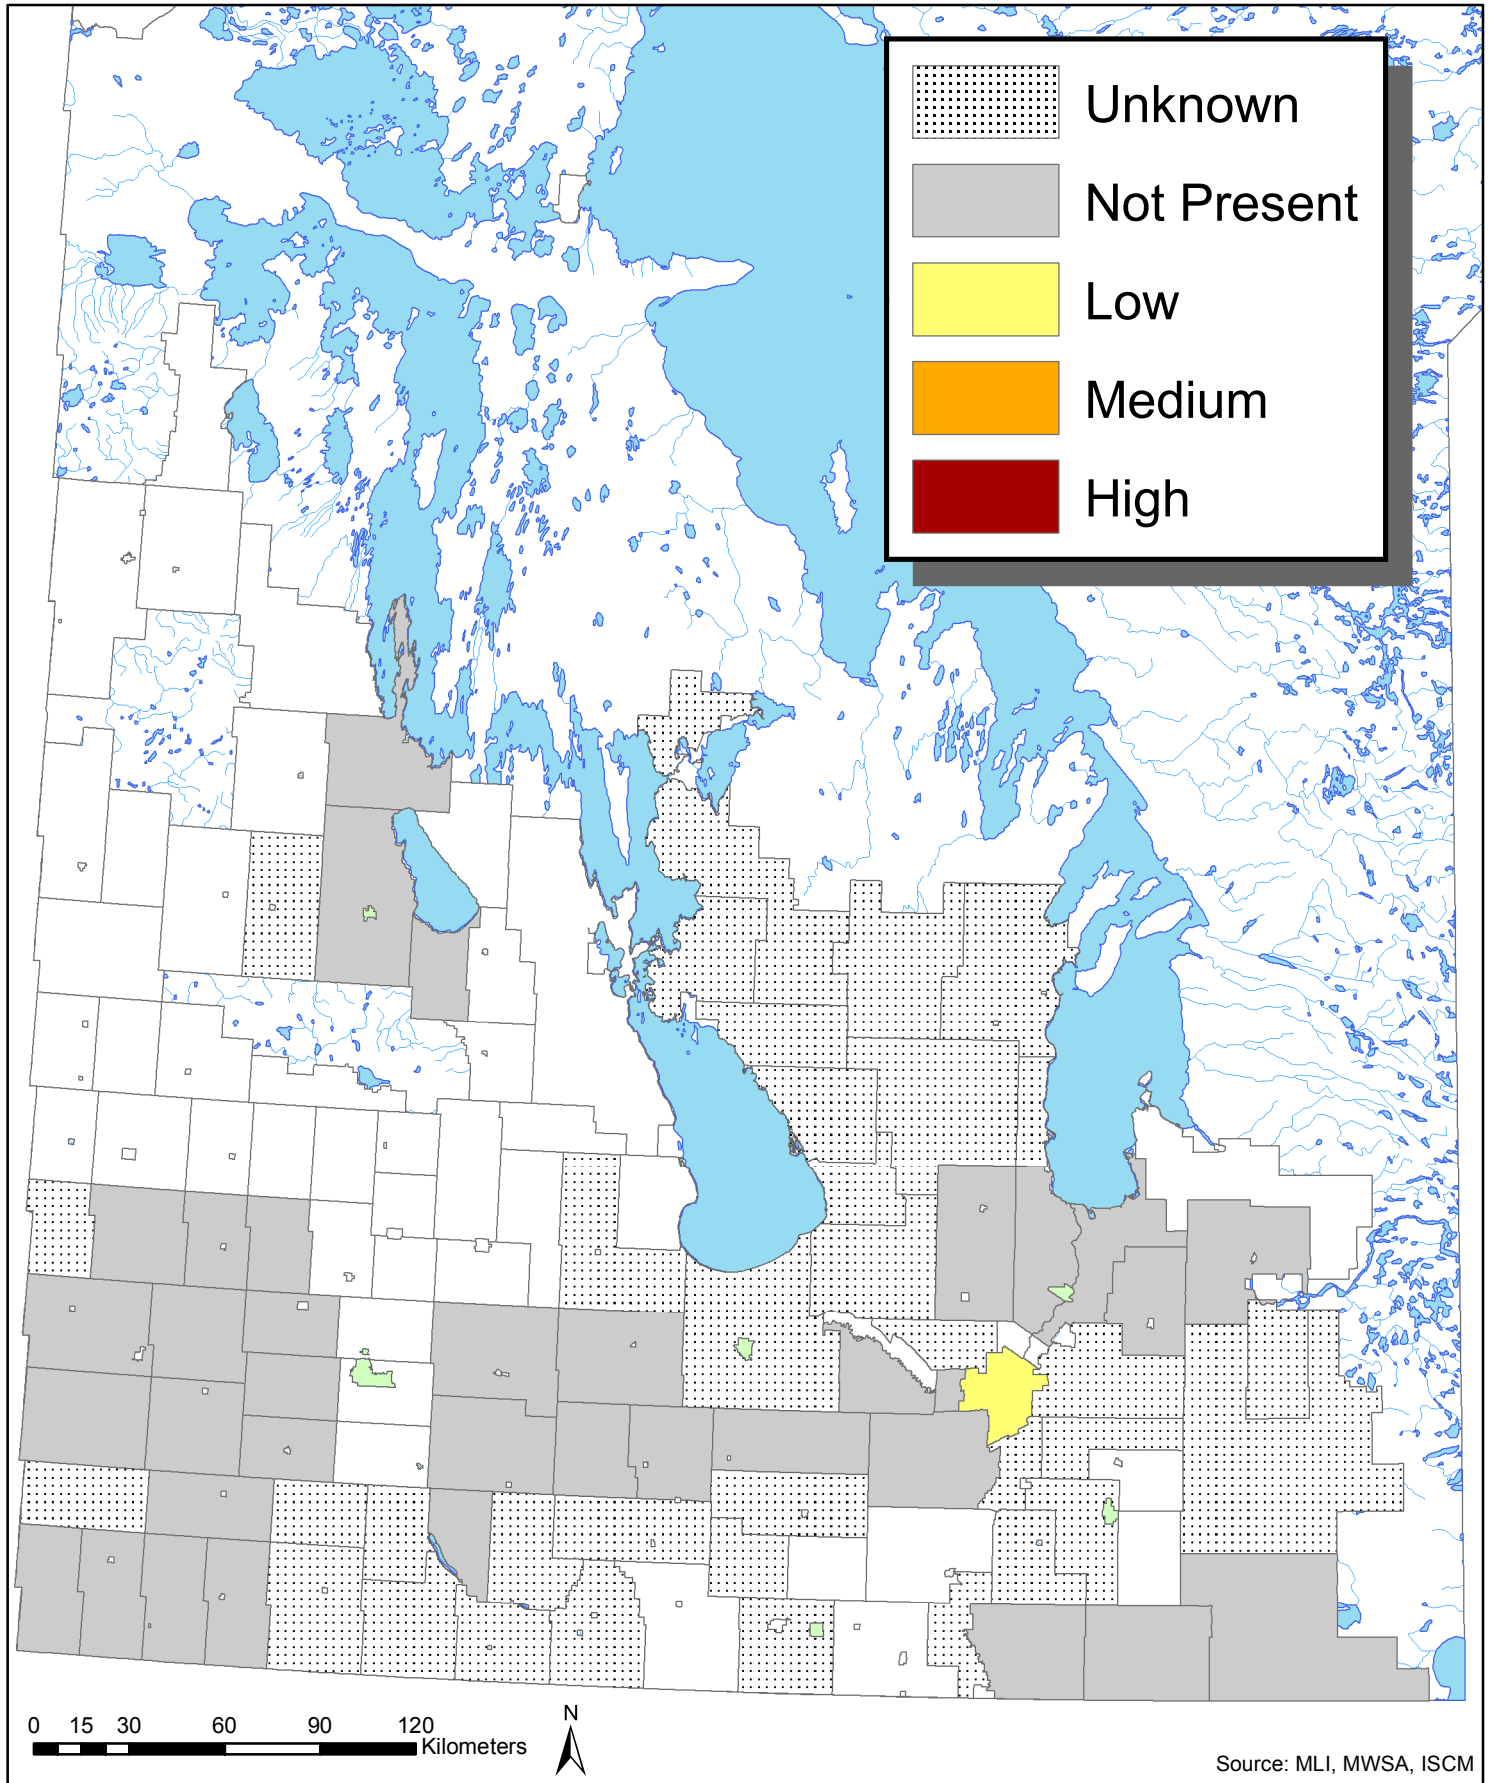 Unknown
Not Present
Low
Medium
High
0 15 30 60 90 120
Kilometers
N
Source: MLI, MWSA, ISCM